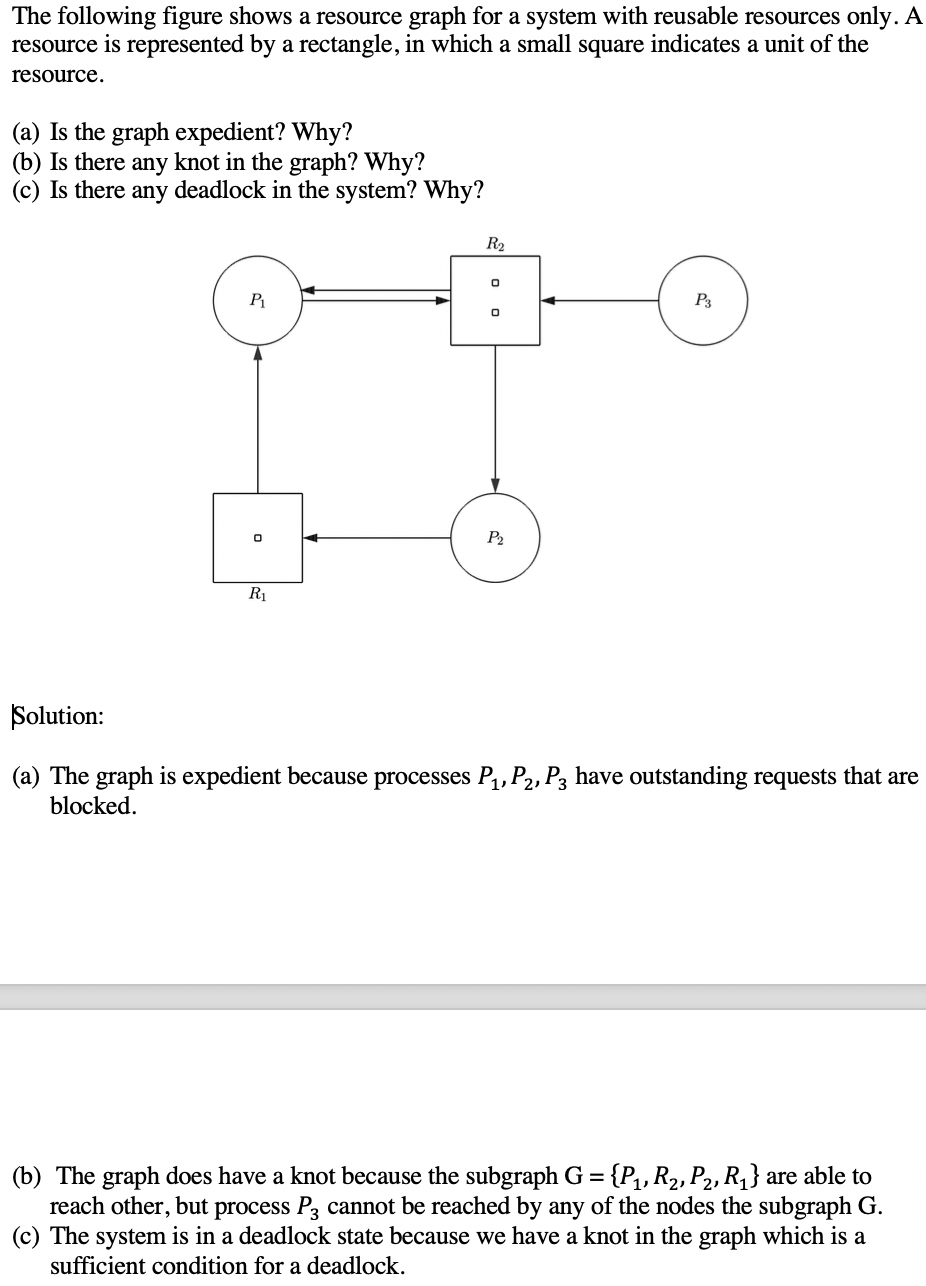 The following figure shows a resource graph for a system with reusable resources only. A
resource is represented by a rectangle, in which a small square indicates a unit of the
resource.
(a) Is the graph expedient? Why?
(b) Is there any knot in the graph? Why?
(c) Is there any deadlock in the system? Why?
R₂
P₁
P₃
P₂
R₁
Solution:
(a) The graph is expedient because processes P₁, P₂, P₃ have outstanding requests that are
blocked.
(b) The graph does have a knot because the subgraph G = {P₁, R₂, P₂, R₁} are able to
reach other, but process P₃ cannot be reached by any of the nodes the subgraph G.
(c) The system is in a deadlock state because we have a knot in the graph which is a
sufficient condition for a deadlock.